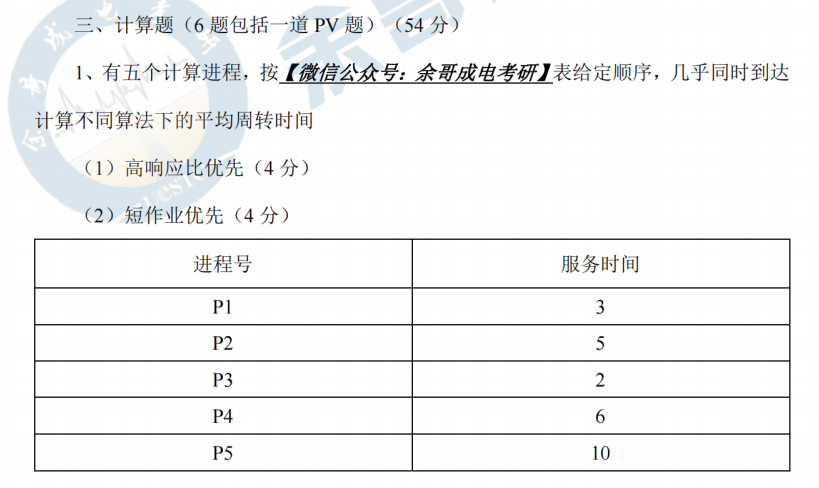 三、计算题（6 题包括一道 PV 题）（54 分）
1、有五个计算进程，按【微信公众号：余哥成电考研】表给定顺序，几乎同时到达
计算不同算法下的平均周转时间
（1）高响应比优先（4 分）
（2）短作业优先（4 分）
进程号 服务时间
P1 3
P2 5
P3 2
P4 6
P5 10